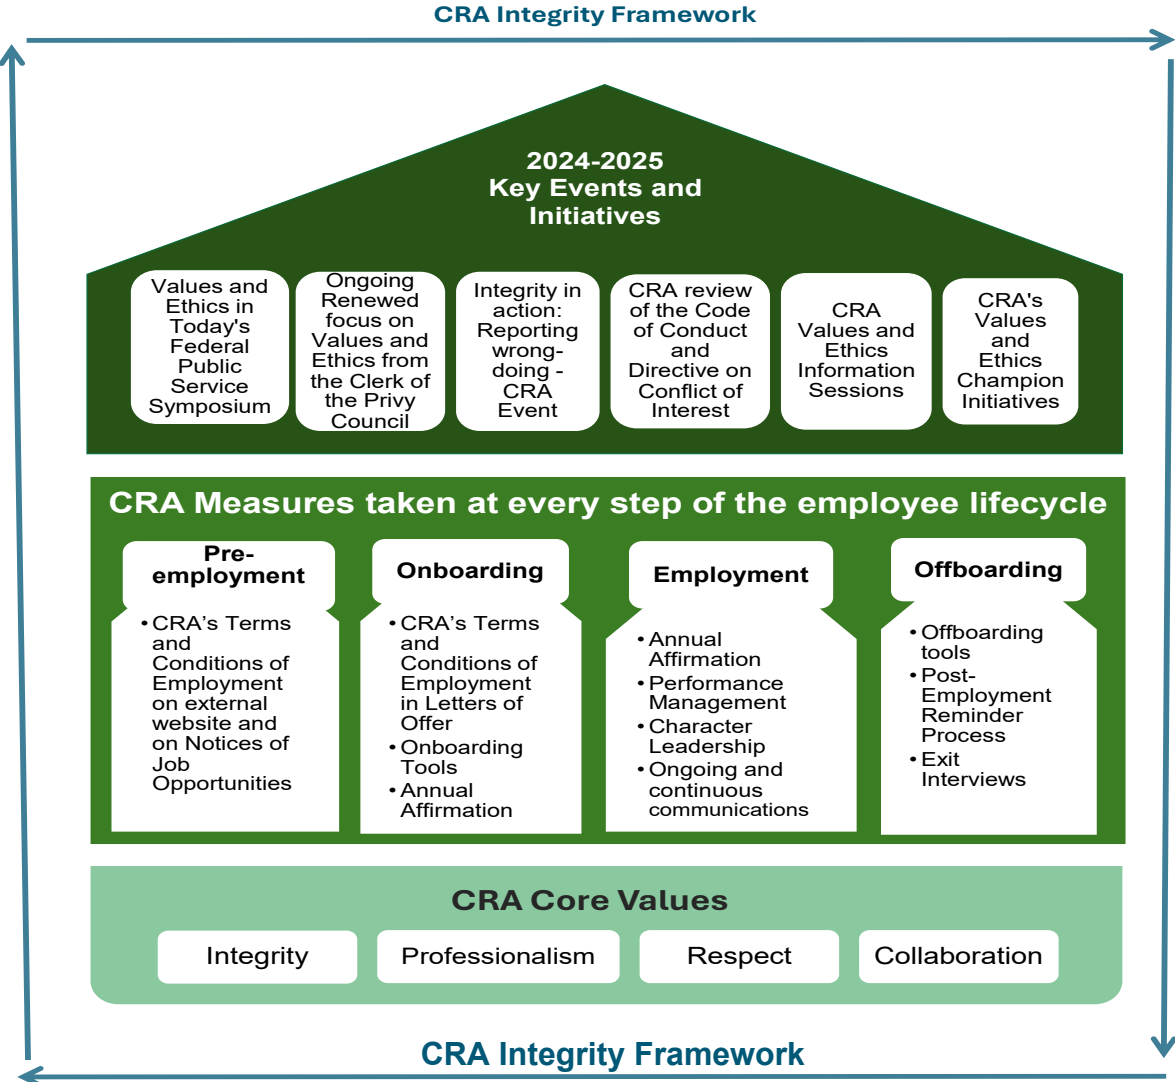 CRA Integrity Framework
2024-2025
Key Events and
Initiatives
Values and
Ethics in
Today's
Federal
Public
Service
Symposium
Ongoing
Renewed
focus on
Values and
Ethics from
the Clerk of
the Privy
Council
Integrity in
action:
Reporting
wrong-
doing -
CRA
Event
CRA review
of the Code
of Conduct
and
Directive on
Conflict of
Interest
CRA
Values and
Ethics
Information
Sessions
CRA's
Values
and
Ethics
Champion
Initiatives
CRA Measures taken at every step of the employee lifecycle
Pre-
employment
• CRA’s Terms
and
Conditions of
Employment
on external
website and
on Notices of
Job
Opportunities
Onboarding
• CRA’s Terms
and
Conditions of
Employment
in Letters of
Offer
• Onboarding
Tools
• Annual
Affirmation
Employment
• Annual
Affirmation
• Performance
Management
• Character
Leadership
• Ongoing and
continuous
communications
Offboarding
• Offboarding
tools
• Post-
Employment
Reminder
Process
• Exit
Interviews
CRA Core Values
Integrity
Professionalism
Respect
Collaboration
CRA Integrity Framework